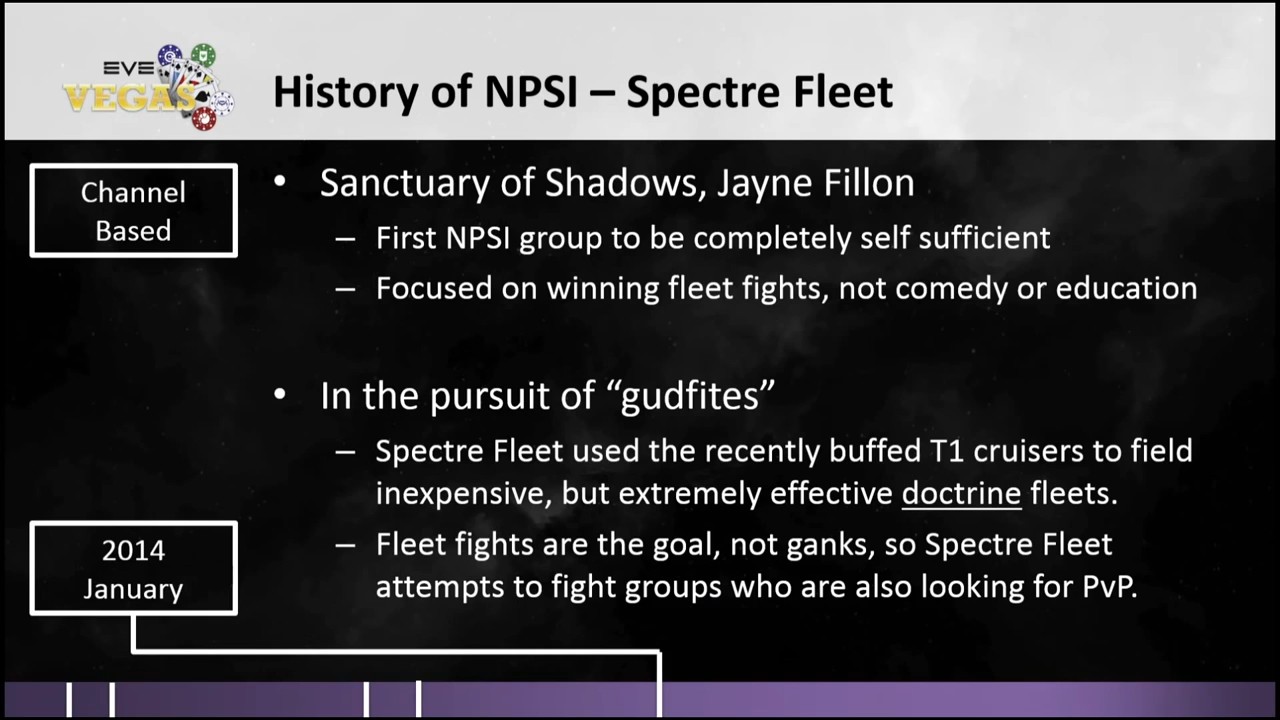 EVE
VEGAS
History of NPSI – Spectre Fleet
Channel
Based
• Sanctuary of Shadows, Jayne Fillon
– First NPSI group to be completely self sufficient
– Focused on winning fleet fights, not comedy or education
• In the pursuit of “gudfites”
– Spectre Fleet used the recently buffed T1 cruisers to field
inexpensive, but extremely effective doctrine fleets.
2014
January
– Fleet fights are the goal, not ganks, so Spectre Fleet
attempts to fight groups who are also looking for PvP.